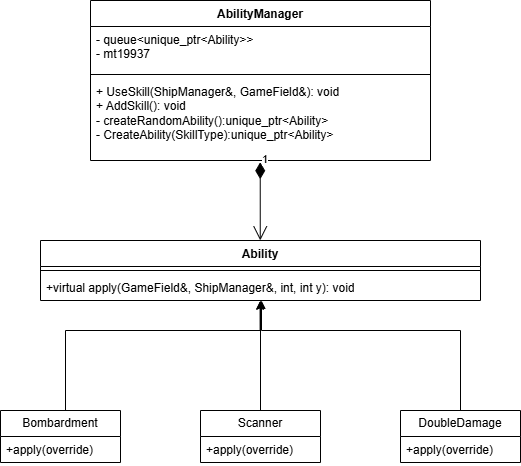 AbilityManager
- queue<unique_ptr<Ability>>
- mt19937
+ UseSkill(ShipManager&, GameField&): void
+ AddSkill(): void
- createRandomAbility():unique_ptr<Ability>
- CreateAbility(SkillType):unique_ptr<Ability>
1
Ability
+virtual apply(GameField&, ShipManager&, int, int y): void
Bombardment
+apply(override)
Scanner
+apply(override)
DoubleDamage
+apply(override)